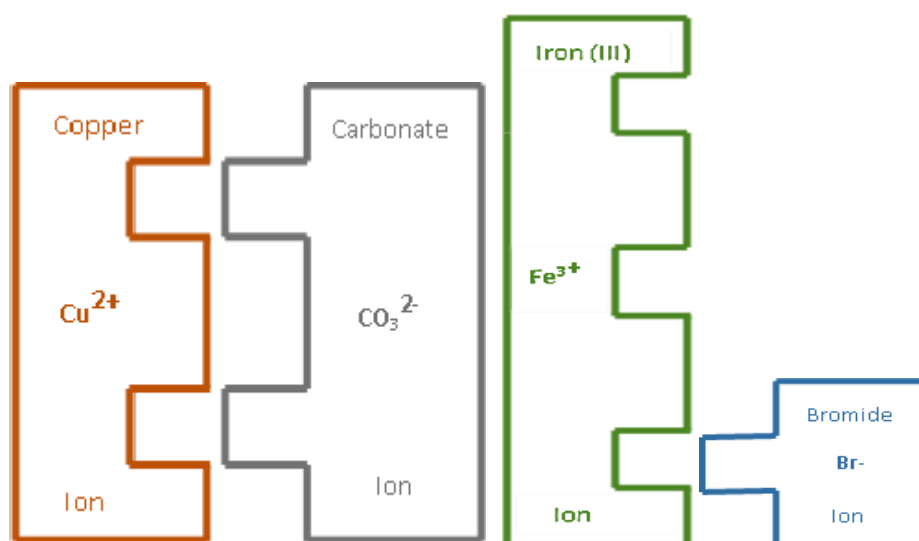 Copper
Cu²⁺
Ion
Carbonate
CO₃²⁻
Ion
Iron (III)
Fe³⁺
Ion
Bromide
Br-
Ion